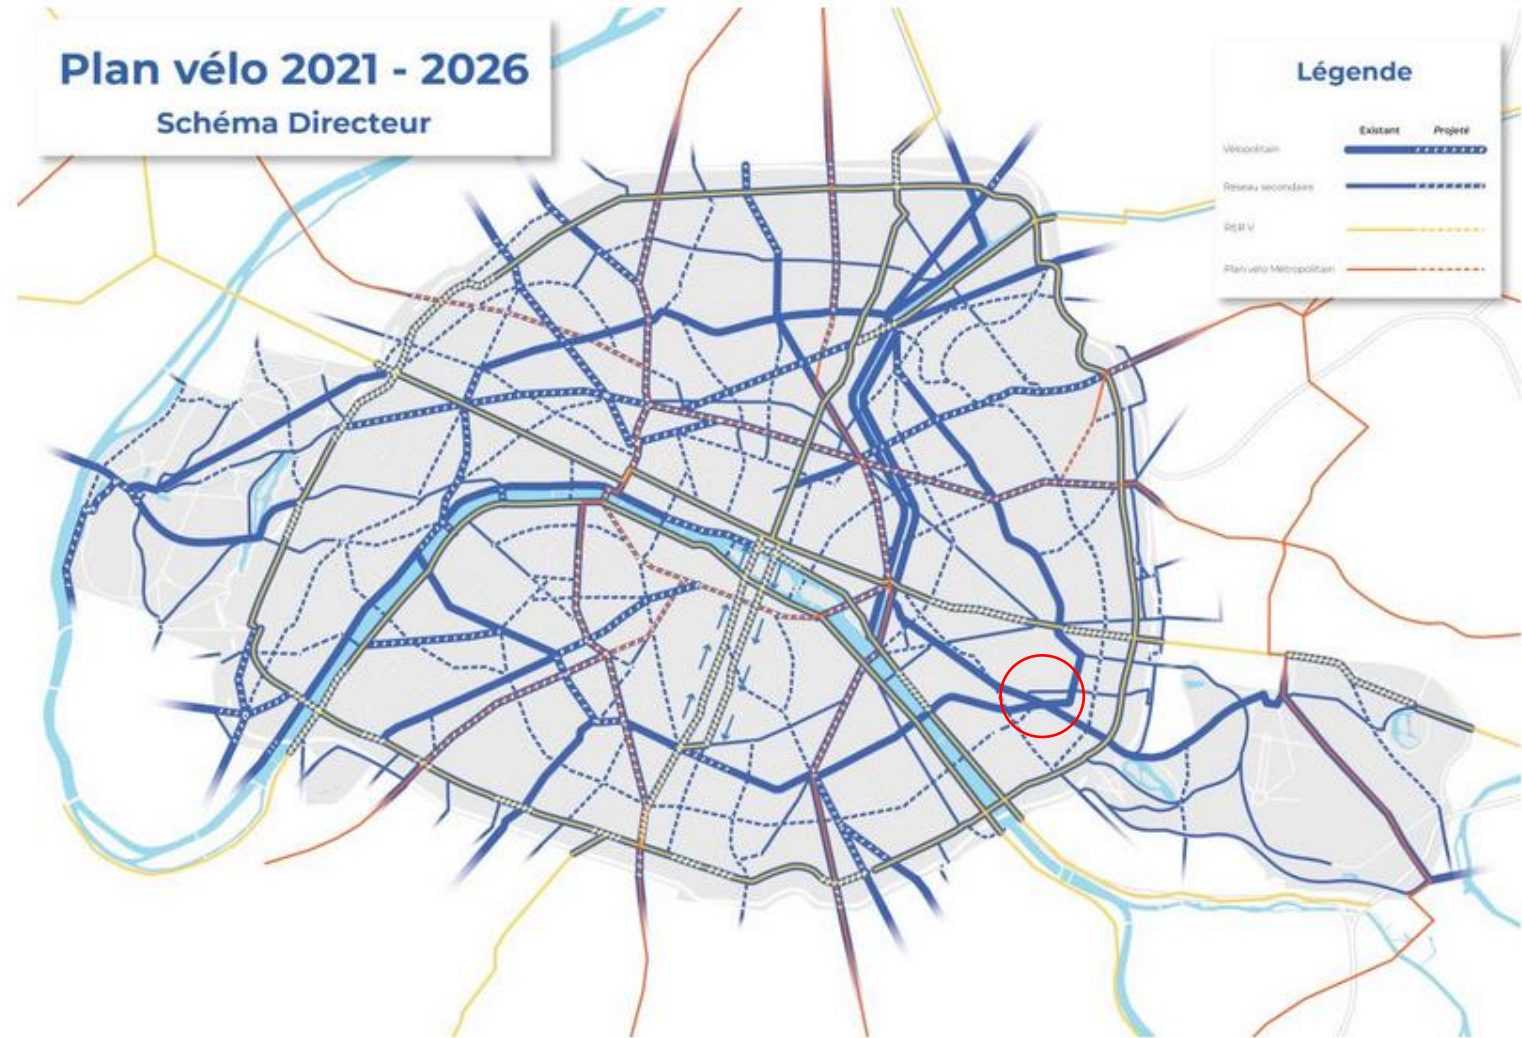 Plan vélo 2021 - 2026
Schéma Directeur
Légende
Existant Projeté
Vélopolitain
Réseau secondaire
RER V
Plan vélo Métropolitain